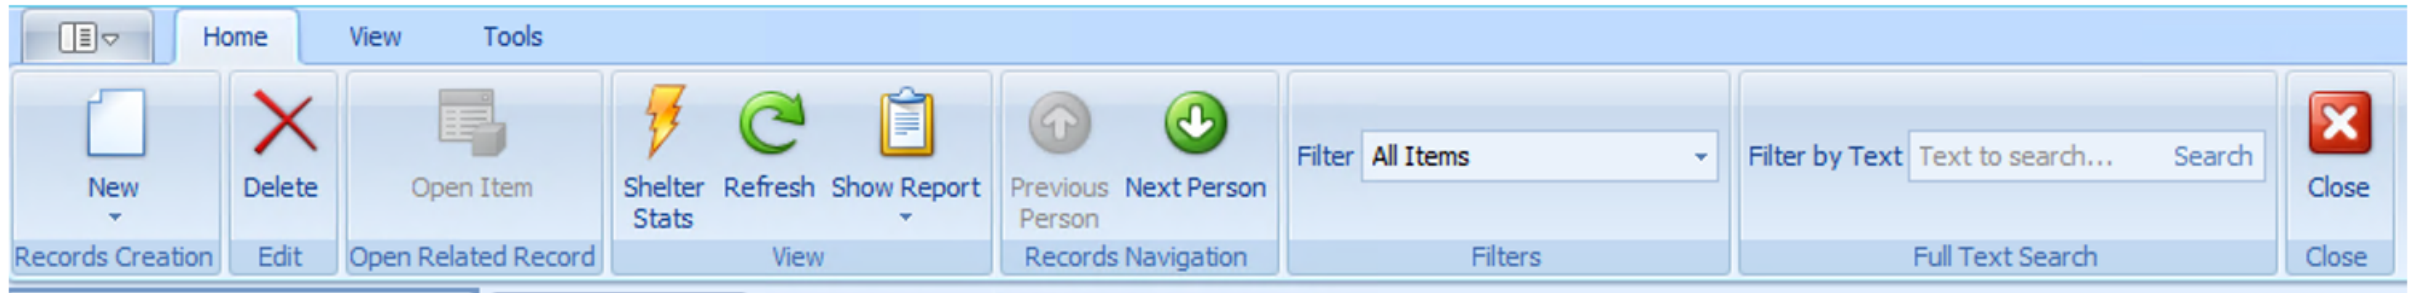 Home View Tools
New
Records Creation
Delete
Edit
Open Item
Open Related Record
Shelter
Stats
Refresh
Show Report
View
Previous
Person
Next Person
Records Navigation
Filter All Items
Filters
Filter by Text Text to search... Search
Full Text Search
Close
Close